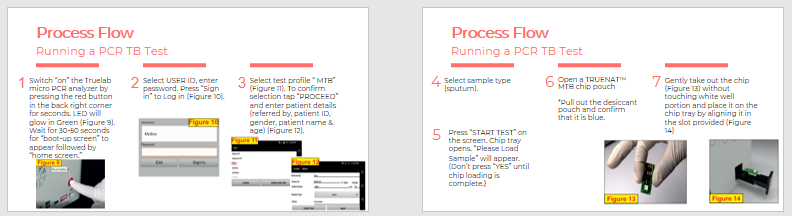 Process Flow
Running a PCR TB Test
1 Switch "on" the Truelab
micro PCR analyzer by
pressing the red button
in the back right corner
for seconds. LED will
glow in Green (Figure 9).
Wait for 30-50 seconds
for "boot-up screen" to
appear followed by
"home screen."
Figure 9
2 Select USER ID, enter
password. Press "Sign
in" to Log in (Figure 10).
Figure 10
Password
Exit Sign in
3 Select test profile " MTB"
(Figure 11). To confirm
selection tap "PROCEED"
and enter patient details
(referred by, patient ID,
gender, patient name &
age) (Figure 12).
Figure 11
Figure 12
Process Flow
Running a PCR TB Test
4 Select sample type
(sputum).
5 Press "START TEST" on
the screen. Chip tray
opens. "Please Load
Sample" will appear.
(Don't press "YES" until
chip loading is
complete.)
6 Open a TRUENAT™
MTB chip pouch
*Pull out the desiccant
pouch and confirm
that it is blue.
7 Gently take out the chip
(Figure 13) without
touching white well
portion and place it on the
chip tray by aligning it in
the slot provided (Figure
14)
Figure 13
Figure 14